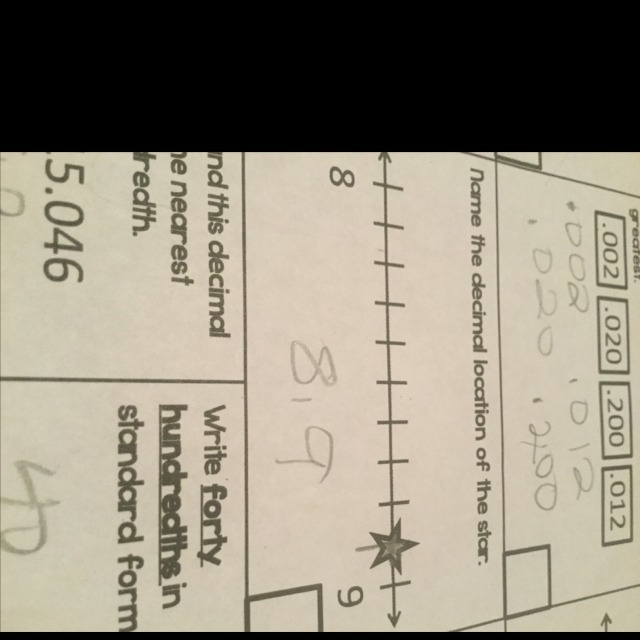 greatest.
.002 .020 .200 .012
.002 .012
.020 .200
Name the decimal location of the star.
8 9
8.9
nd this decimal
he nearest
dredth.
5.046
Write forty
hundredths in
standard form
40